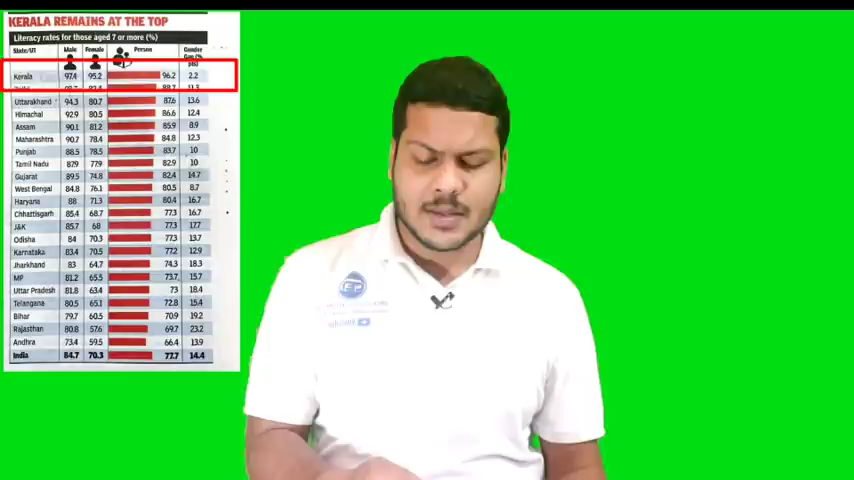 KERALA REMAINS AT THE TOP
Literacy rates for those aged 7 or more (%)
State/UT Male Female Person Gender Gap (% pts)
Kerala 97.4 95.2 96.2 2.2
88.7 11.3
Uttarakhand 94.3 80.7 87.6 13.6
Himachal 92.9 80.5 86.6 12.4
Assam 90.1 81.2 85.9 8.9
Maharashtra 90.7 78.4 84.8 12.3
Punjab 88.5 78.5 83.7 10
Tamil Nadu 87.9 77.9 82.9 10
Gujarat 89.5 74.8 82.4 14.7
West Bengal 84.8 76.1 80.5 8.7
Haryana 88 71.3 80.4 16.7
Chhattisgarh 85.4 68.7 77.3 16.7
J&K 85.7 68 77.3 17.7
Odisha 84 70.3 77.3 13.7
Karnataka 83.4 70.5 77.2 12.9
Jharkhand 83 64.7 74.3 18.3
MP 81.2 65.5 73.7 15.7
Uttar Pradesh 81.8 63.4 73 18.4
Telangana 80.5 65.1 72.8 15.4
Bihar 79.7 60.5 70.9 19.2
Rajasthan 80.8 57.6 69.7 23.2
Andhra 73.4 59.5 66.4 13.9
India 84.7 70.3 77.7 14.4